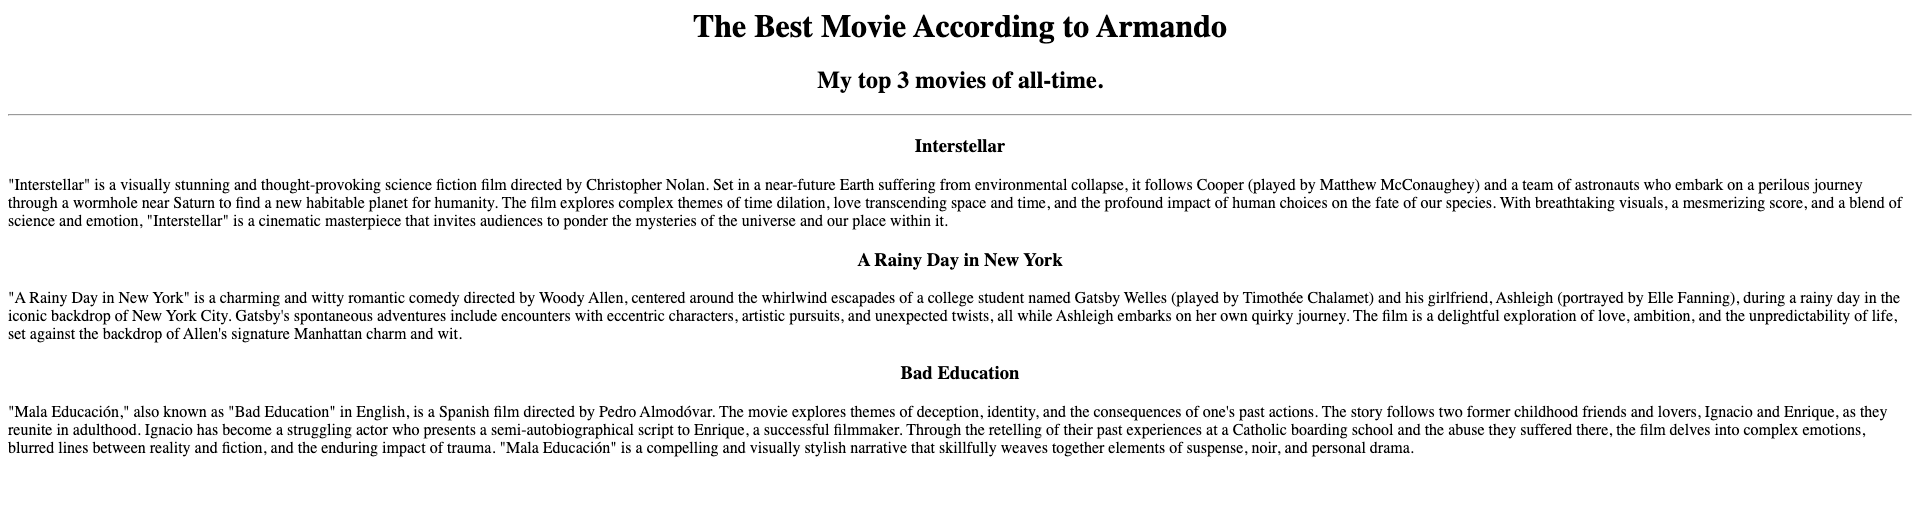 The Best Movie According to Armando
My top 3 movies of all-time.
Interstellar
"Interstellar" is a visually stunning and thought-provoking science fiction film directed by Christopher Nolan. Set in a near-future Earth suffering from environmental collapse, it follows Cooper (played by Matthew McConaughey) and a team of astronauts who embark on a perilous journey
through a wormhole near Saturn to find a new habitable planet for humanity. The film explores complex themes of time dilation, love transcending space and time, and the profound impact of human choices on the fate of our species. With breathtaking visuals, a mesmerizing score, and a blend of
science and emotion, "Interstellar" is a cinematic masterpiece that invites audiences to ponder the mysteries of the universe and our place within it.
A Rainy Day in New York
"A Rainy Day in New York" is a charming and witty romantic comedy directed by Woody Allen, centered around the whirlwind escapades of a college student named Gatsby Welles (played by Timothée Chalamet) and his girlfriend, Ashleigh (portrayed by Elle Fanning), during a rainy day in the
iconic backdrop of New York City. Gatsby's spontaneous adventures include encounters with eccentric characters, artistic pursuits, and unexpected twists, all while Ashleigh embarks on her own quirky journey. The film is a delightful exploration of love, ambition, and the unpredictability of life,
set against the backdrop of Allen's signature Manhattan charm and wit.
Bad Education
"Mala Educación," also known as "Bad Education" in English, is a Spanish film directed by Pedro Almodóvar. The movie explores themes of deception, identity, and the consequences of one's past actions. The story follows two former childhood friends and lovers, Ignacio and Enrique, as they
reunite in adulthood. Ignacio has become a struggling actor who presents a semi-autobiographical script to Enrique, a successful filmmaker. Through the retelling of their past experiences at a Catholic boarding school and the abuse they suffered there, the film delves into complex emotions,
blurred lines between reality and fiction, and the enduring impact of trauma. "Mala Educación" is a compelling and visually stylish narrative that skillfully weaves together elements of suspense, noir, and personal drama.